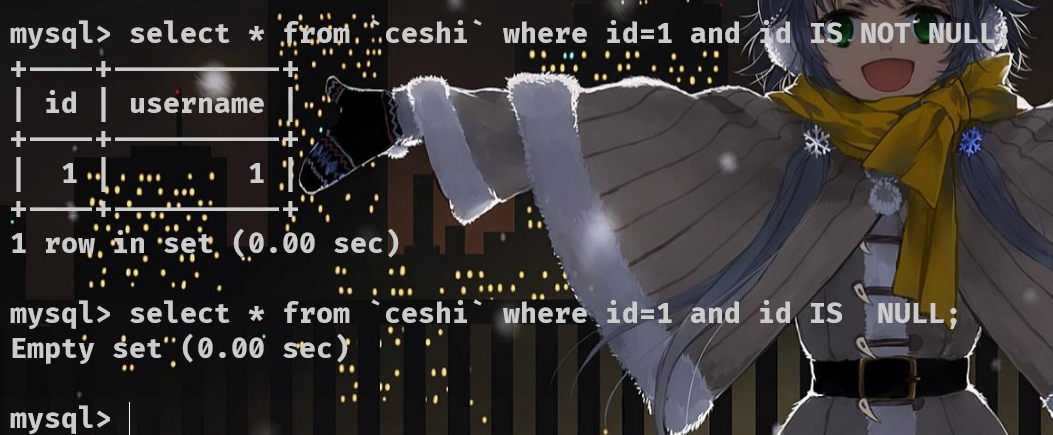 mysql> select * from `ceshi` where id=1 and id IS NOT NULL;
+----+----------+
| id | username |
+----+----------+
|  1 |        1 |
+----+----------+
1 row in set (0.00 sec)
mysql> select * from `ceshi` where id=1 and id IS  NULL;
Empty set (0.00 sec)
mysql>